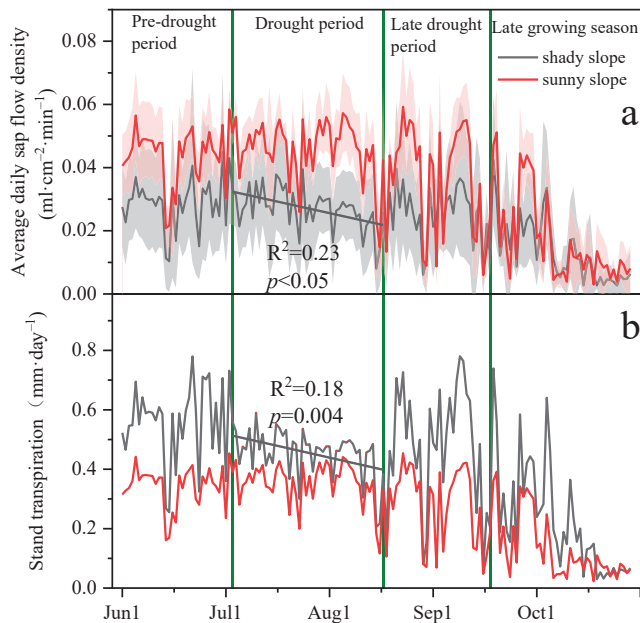 Pre-drought period
Drought period
Late drought period
Late growing season
shady slope
sunny slope
a
Average daily sap flow density
(ml·cm⁻²·min⁻¹)
0.08
0.06
0.04
0.02
0.00
R²=0.23
p<0.05
b
Stand transpiration（mm·day⁻¹)
0.8
0.6
0.4
0.2
0.0
R²=0.18
p=0.004
Jun1
Jul1
Aug1
Sep1
Oct1